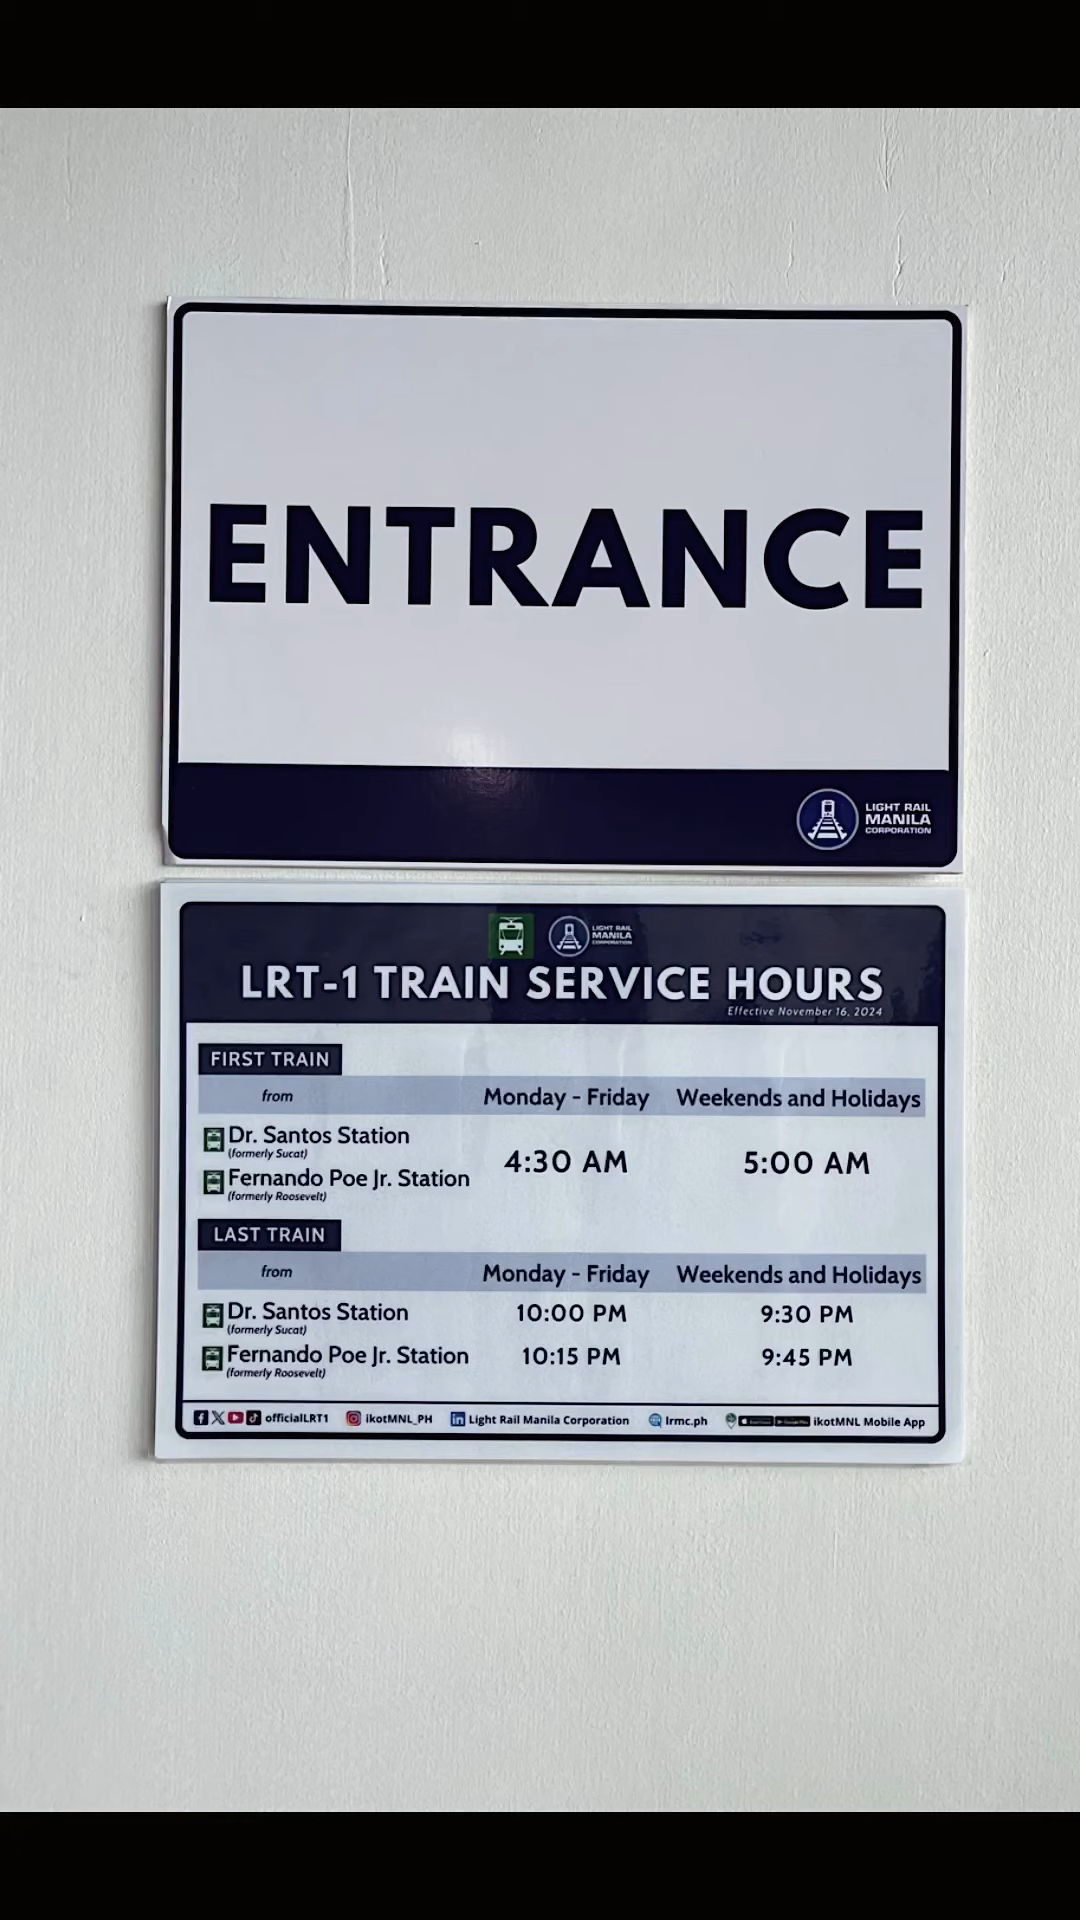 ENTRANCE
LIGHT RAIL
MANILA
CORPORATION
LIGHT RAIL
MANILA
CORPORATION
LRT-1 TRAIN SERVICE HOURS
Effective November 16, 2024
FIRST TRAIN
from Monday - Friday Weekends and Holidays
Dr. Santos Station
(formerly Sucat)
4:30 AM 5:00 AM
Fernando Poe Jr. Station
(formerly Roosevelt)
LAST TRAIN
from Monday - Friday Weekends and Holidays
Dr. Santos Station 10:00 PM 9:30 PM
(formerly Sucat)
Fernando Poe Jr. Station 10:15 PM 9:45 PM
(formerly Roosevelt)
officialLRT1 ikotMNL_PH Light Rail Manila Corporation lrmc.ph ikotMNL Mobile App